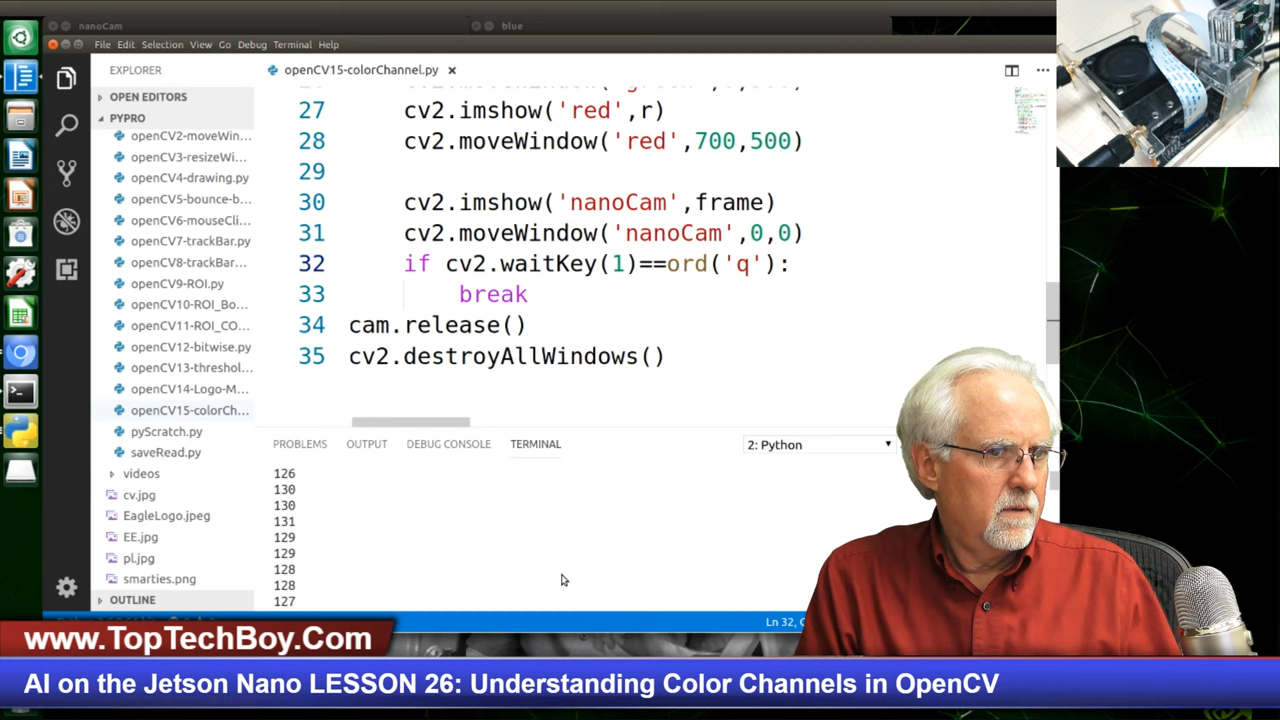 nanoCam
blue
File Edit Selection View Go Debug Terminal Help
EXPLORER
openCV15-colorChannel.py
OPEN EDITORS
PYPRO
openCV2-moveWin...
openCV3-resizeWi...
openCV4-drawing.py
openCV5-bounce-b...
openCV6-mouseCli...
openCV7-trackBar.py
openCV8-trackBar...
openCV9-ROI.py
openCV10-ROI_Bo...
openCV11-ROI_CO...
openCV12-bitwise.py
openCV13-threshol...
openCV14-Logo-M...
openCV15-colorCh...
pyScratch.py
saveRead.py
videos
cv.jpg
EagleLogo.jpeg
EE.jpg
pl.jpg
smarties.png
OUTLINE
27 cv2.imshow('red',r)
28 cv2.moveWindow('red',700,500)
29
30 cv2.imshow('nanoCam',frame)
31 cv2.moveWindow('nanoCam',0,0)
32 if cv2.waitKey(1)==ord('q'):
33 break
34 cam.release()
35 cv2.destroyAllWindows()
PROBLEMS OUTPUT DEBUG CONSOLE TERMINAL 2: Python
126
130
130
131
129
129
128
128
127
Ln 32,
www.TopTechBoy.Com
AI on the Jetson Nano LESSON 26: Understanding Color Channels in OpenCV